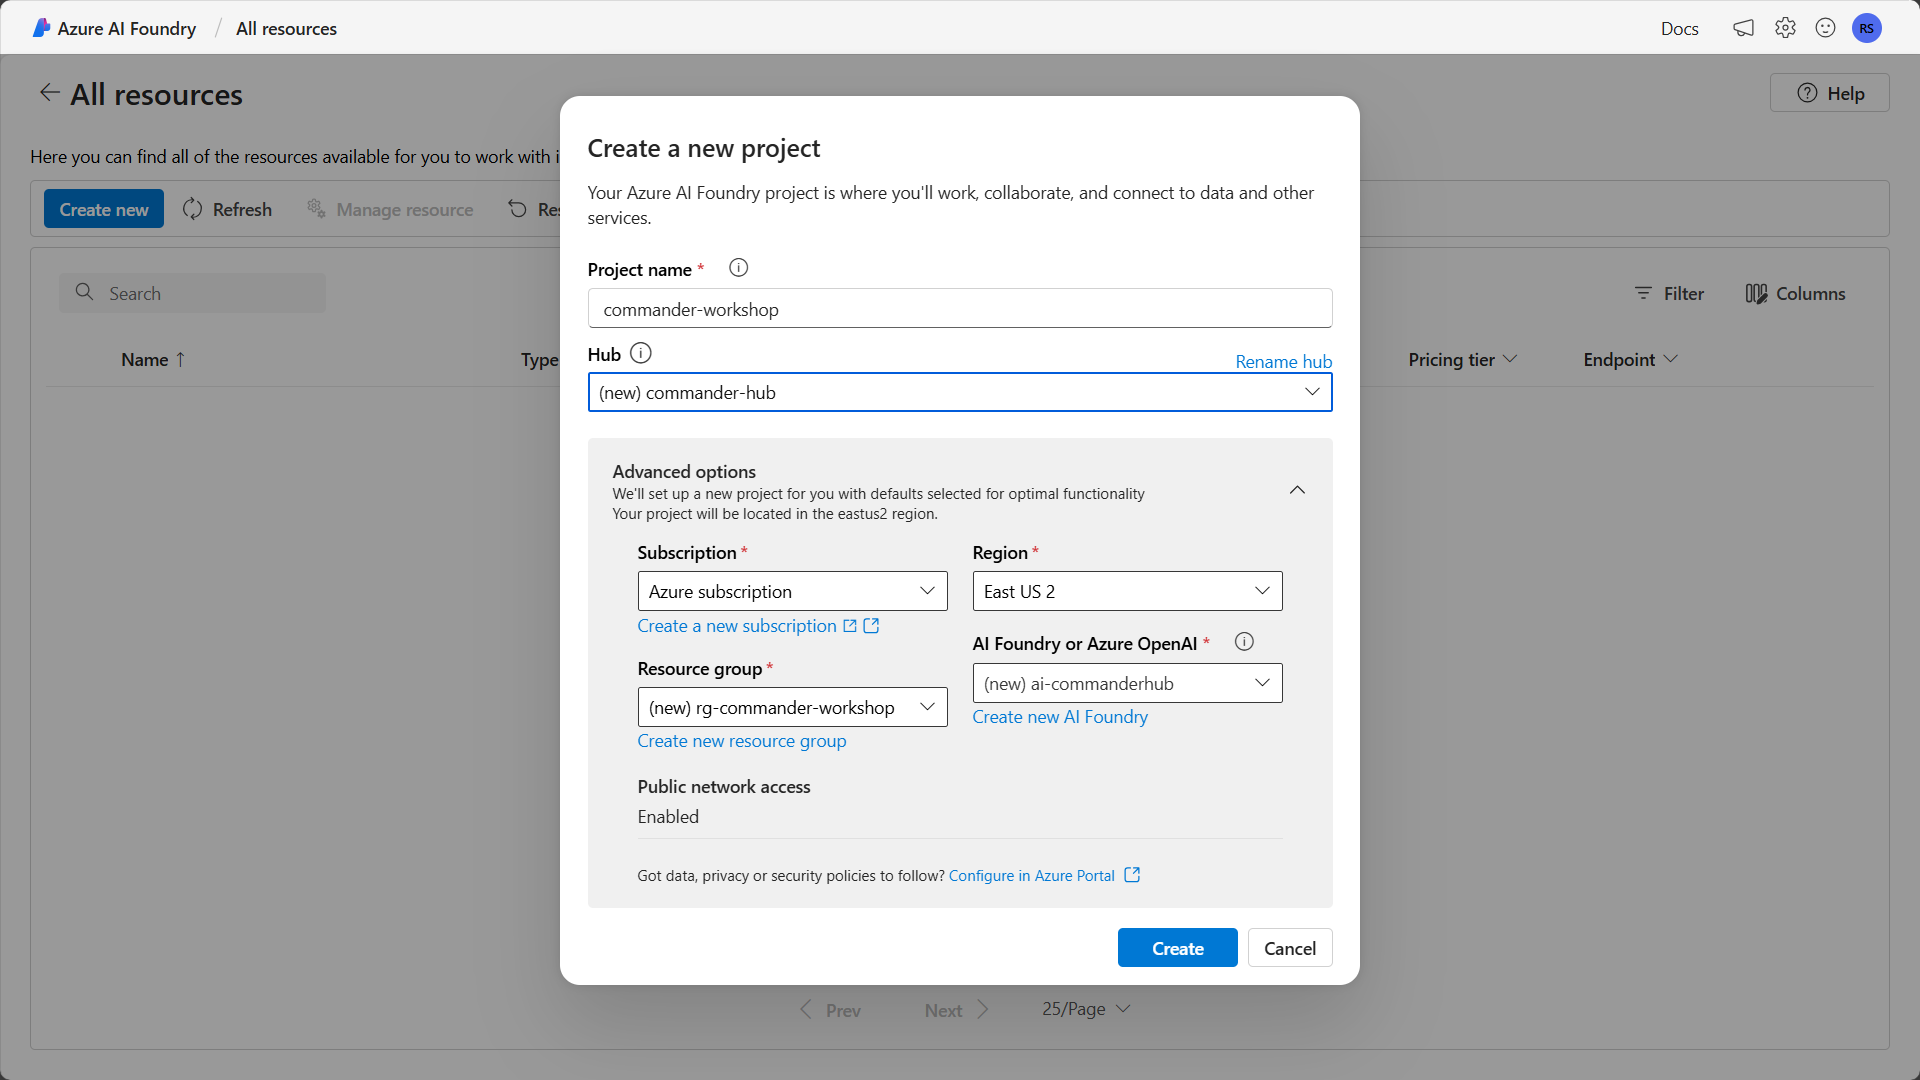 Azure AI Foundry / All resources
Docs
RS
All resources
Help
Here you can find all of the resources available for you to work with i
Create new
Refresh
Manage resource
Res
Search
Filter
Columns
Name
Type
Pricing tier
Endpoint
Create a new project
Your Azure AI Foundry project is where you'll work, collaborate, and connect to data and other
services.
Project name *
commander-workshop
Hub
Rename hub
(new) commander-hub
Advanced options
We'll set up a new project for you with defaults selected for optimal functionality
Your project will be located in the eastus2 region.
Subscription *
Azure subscription
Create a new subscription
Region *
East US 2
Resource group *
(new) rg-commander-workshop
Create new resource group
AI Foundry or Azure OpenAI *
(new) ai-commanderhub
Create new AI Foundry
Public network access
Enabled
Got data, privacy or security policies to follow? Configure in Azure Portal
Create
Cancel
Prev
Next
25/Page